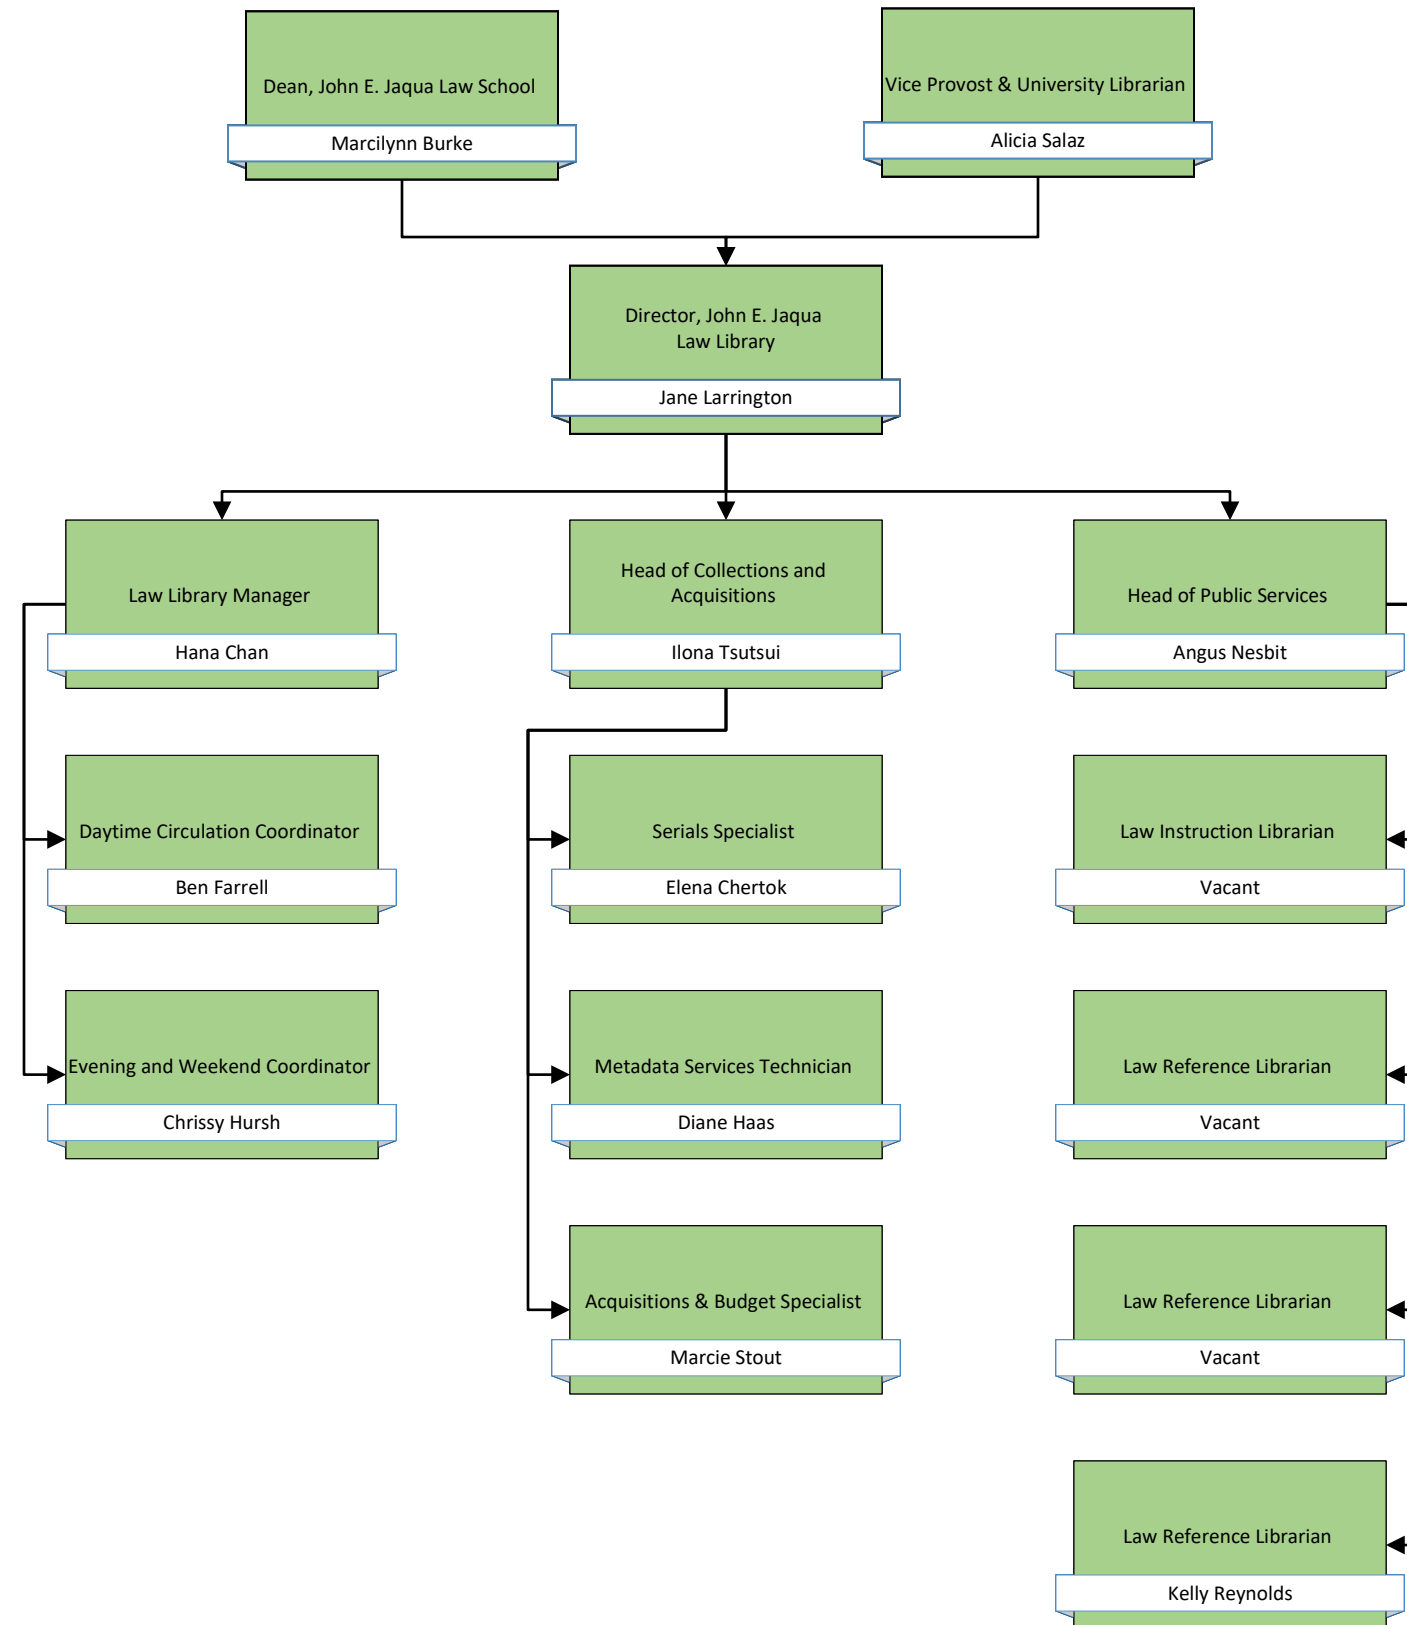 Dean, John E. Jaqua Law School
Marcilynn Burke
Vice Provost & University Librarian
Alicia Salaz
Director, John E. Jaqua
Law Library
Jane Larrington
Law Library Manager
Hana Chan
Head of Collections and
Acquisitions
Ilona Tsutsui
Head of Public Services
Angus Nesbit
Daytime Circulation Coordinator
Ben Farrell
Serials Specialist
Elena Chertok
Law Instruction Librarian
Vacant
Evening and Weekend Coordinator
Chrissy Hursh
Metadata Services Technician
Diane Haas
Law Reference Librarian
Vacant
Acquisitions & Budget Specialist
Marcie Stout
Law Reference Librarian
Vacant
Law Reference Librarian
Kelly Reynolds